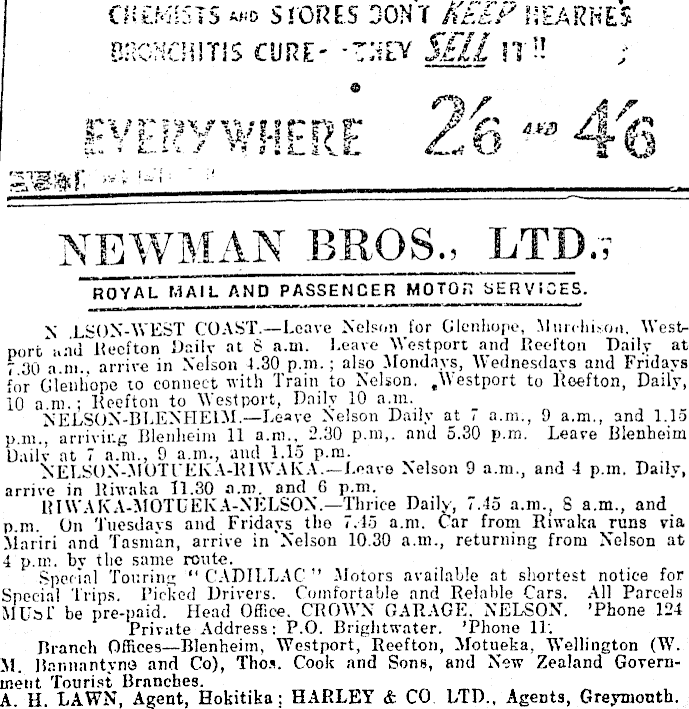 CHEMISTS AND STORES DON'T KEEP HEARNES
BRONCHITIS CURE- -THEY SELL IT!!
EVERYWHERE 2/6 AND 4/6
NEWMAN BROS., LTD.,
ROYAL MAIL AND PASSENGER MOTOR SERVICES.
N LSON-WEST COAST.—Leave Nelson for Glenhope, Murchison, West-
port and Reefton Daily at 8 a.m. Leave Westport and Reefton Daily at
7.30 a.m., arrive in Nelson 4.30 p.m.; also Mondays, Wednesdays and Fridays
for Glenhope to connect with Train to Nelson. Westport to Reefton, Daily,
10 a.m.; Reefton to Westport, Daily 10 a.m.
NELSON-BLENHEIM.—Leave Nelson Daily at 7 a.m., 9 a.m., and 1.15
p.m., arriving Blenheim 11 a.m., 2.30 p.m,. and 5.30 p.m. Leave Blenheim
Daily at 7 a.m., 9 a.m., and 1.15 p.m.
NELSON-MOTUEKA-RIWAKA.—Leave Nelson 9 a.m., and 4 p.m. Daily,
arrive in Riwaka 11.30 a.m. and 6 p.m.
RIWAKA-MOTUEKA-NELSON.—Thrice Daily, 7.45 a.m., 8 a.m., and
p.m. On Tuesdays and Fridays the 7.45 a.m. Car from Riwaka runs via
Mariri and Tasman, arrive in Nelson 10.30 a.m., returning from Nelson at
4 p.m. by the same route.
Special Touring "CADILLAC" Motors available at shortest notice for
Special Trips. Picked Drivers. Comfortable and Relable Cars. All Parcels
MUST be pre-paid. Head Office, CROWN GARAGE, NELSON. 'Phone 124
Private Address: P.O. Brightwater. 'Phone 11.
Branch Offices—Blenheim, Westport, Reefton, Motueka, Wellington (W.
M. Bannantyne and Co), Thos. Cook and Sons, and New Zealand Govern-
ment Tourist Branches.
A. H. LAWN, Agent, Hokitika; HARLEY & CO. LTD., Agents, Greymouth.